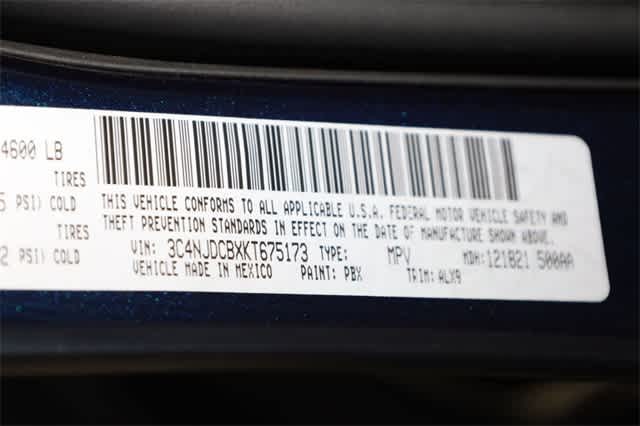 4600 LB
TIRES
5 PSI) COLD
THIS VEHICLE CONFORMS TO ALL APPLICABLE U.S.A. FEDERAL MOTOR VEHICLE SAFETY AND
TIRES
THEFT PREVENTION STANDARDS IN EFFECT ON THE DATE OF MANUFACTURE SHOWN ABOVE.
2 PSI) COLD
VIN: 3C4NJDCBXKT675173 TYPE: MPV MDH:121821 500AA
VEHICLE MADE IN MEXICO PAINT: PBX TRIM: ALX9